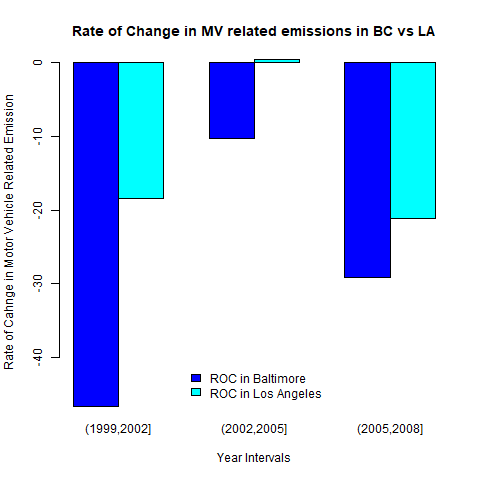 Rate of Change in MV related emissions in BC vs LA
Rate of Cahnge in Motor Vehicle Related Emission
0
-10
-20
-30
-40
ROC in Baltimore
ROC in Los Angeles
(1999,2002]
(2002,2005]
(2005,2008]
Year Intervals